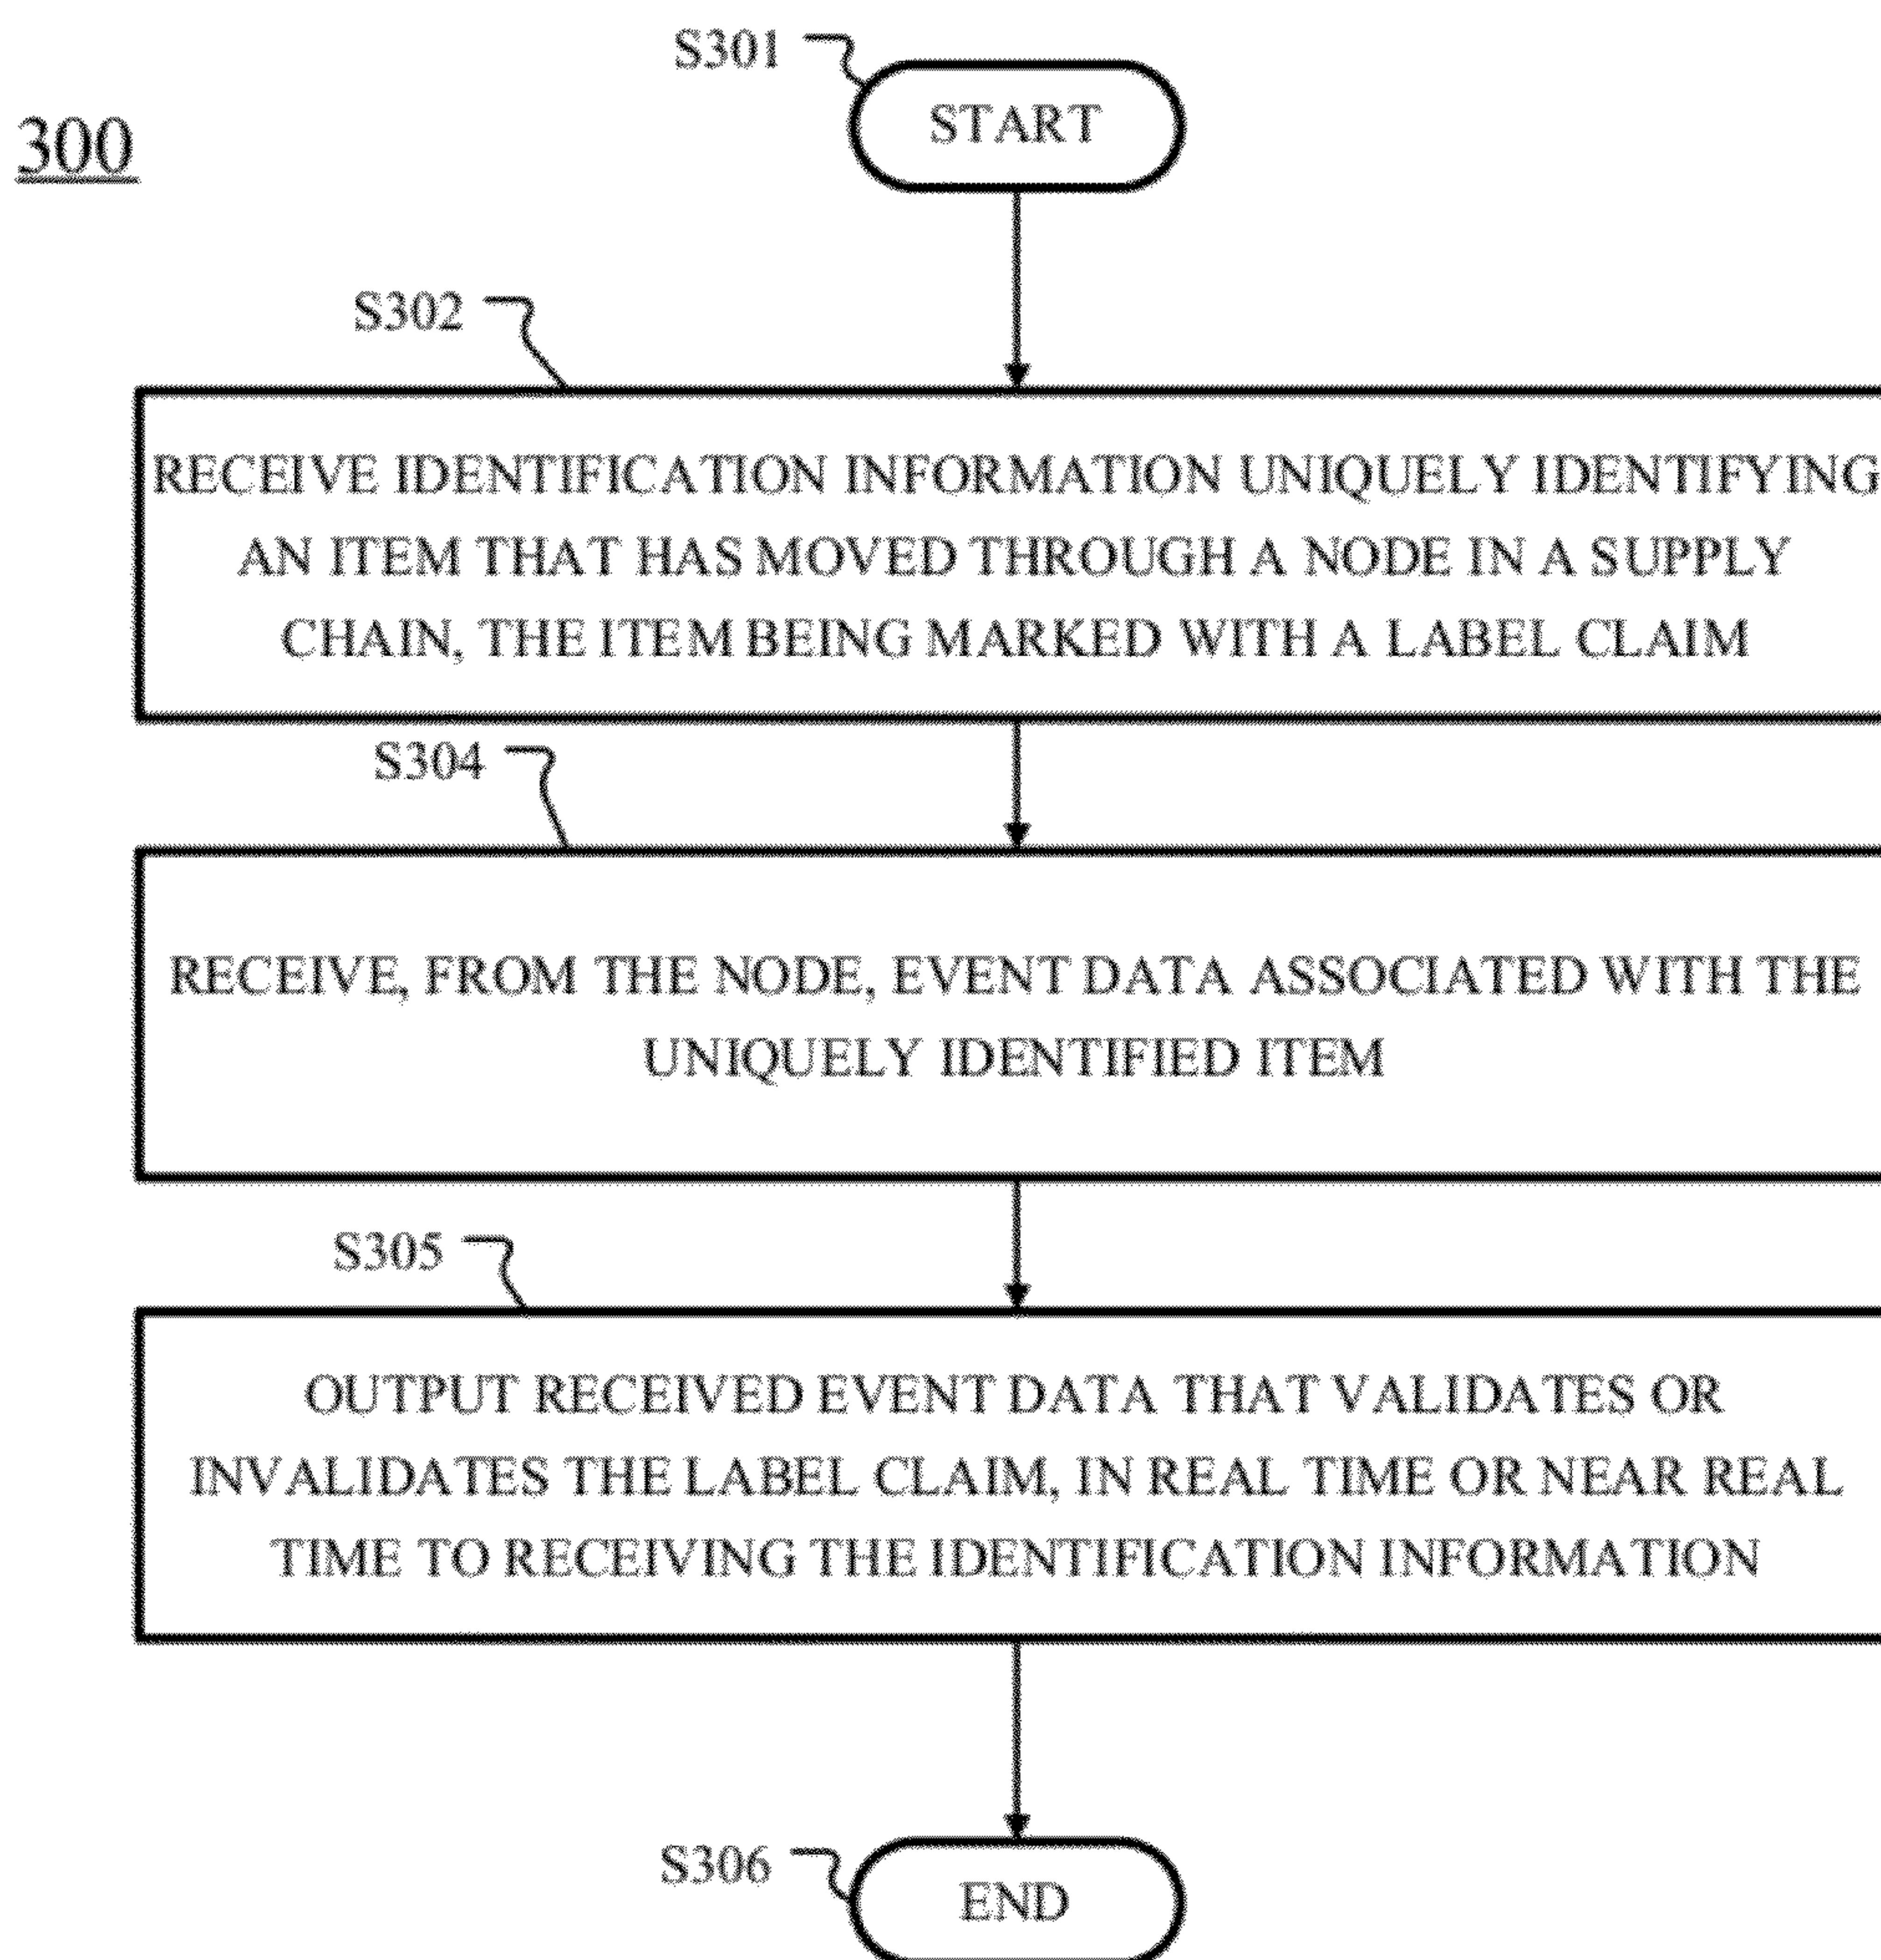 S301
START
300
S302
RECEIVE IDENTIFICATION INFORMATION UNIQUELY IDENTIFYING
AN ITEM THAT HAS MOVED THROUGH A NODE IN A SUPPLY
CHAIN, THE ITEM BEING MARKED WITH A LABEL CLAIM
S304
RECEIVE, FROM THE NODE, EVENT DATA ASSOCIATED WITH THE
UNIQUELY IDENTIFIED ITEM
S305
OUTPUT RECEIVED EVENT DATA THAT VALIDATES OR
INVALIDATES THE LABEL CLAIM, IN REAL TIME OR NEAR REAL
TIME TO RECEIVING THE IDENTIFICATION INFORMATION
S306
END